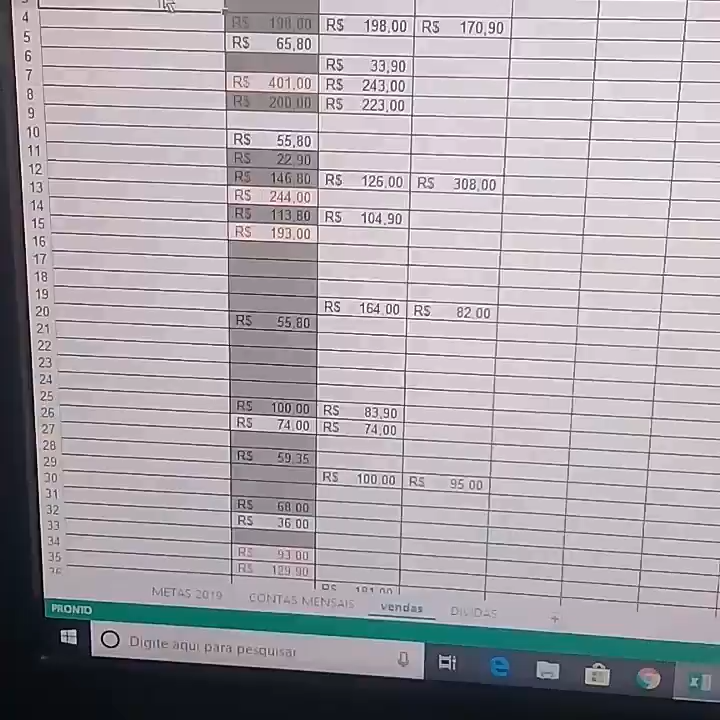 4 R$ 198,00 R$ 198,00 R$ 170,90
5 R$ 65,80
6 R$ 33,90
7 R$ 401,00 R$ 243,00
8 R$ 200,00 R$ 223,00
9
10 R$ 55,80
11 R$ 22,90
12 R$ 146,80 R$ 126,00 R$ 308,00
13 R$ 244,00
14 R$ 113,80 R$ 104,90
15 R$ 193,00
16
17
18
19 R$ 164,00 R$ 82,00
20 R$ 55,80
21
22
23
24
25 R$ 100,00 R$ 83,90
26 R$ 74,00 R$ 74,00
27
28 R$ 59,35
29 R$ 100,00 R$ 95,00
30
31 R$ 68,00
32 R$ 36,00
33
34 R$ 93,00
35 R$ 129,90
R$ 181,00
METAS 2019 CONTAS MENSAIS vendas DIVIDAS +
PRONTO
Digite aqui para pesquisar